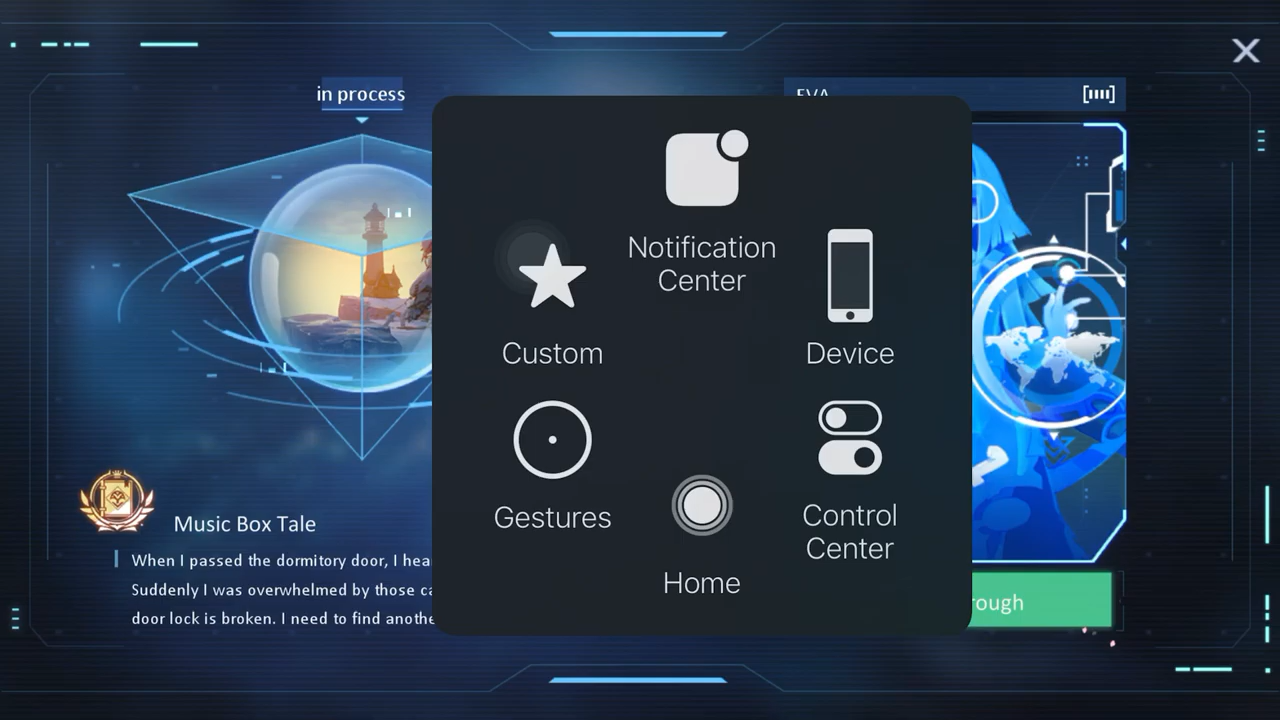 in process
EVA
Notification
Center
Custom
Device
Gestures
Control
Center
Home
Music Box Tale
When I passed the dormitory door, I hea
Suddenly I was overwhelmed by those ca
door lock is broken. I need to find anothe
rough